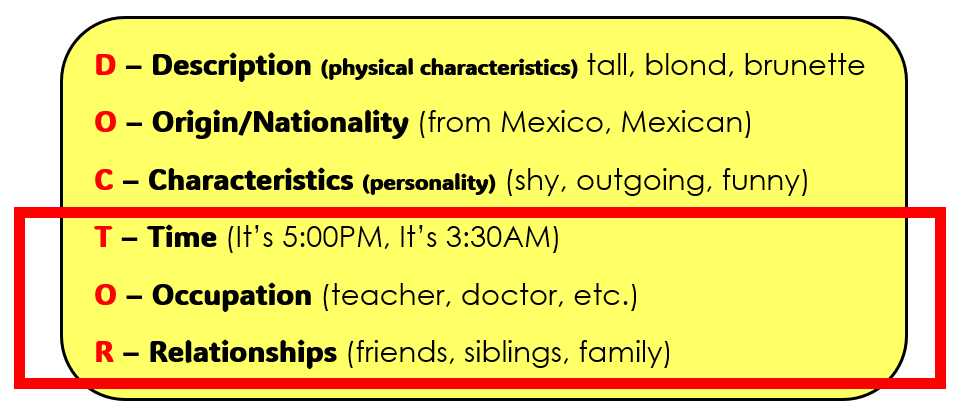 D – Description (physical characteristics) tall, blond, brunette
O – Origin/Nationality (from Mexico, Mexican)
C – Characteristics (personality) (shy, outgoing, funny)
T – Time (It's 5:00PM, It's 3:30AM)
O – Occupation (teacher, doctor, etc.)
R – Relationships (friends, siblings, family)